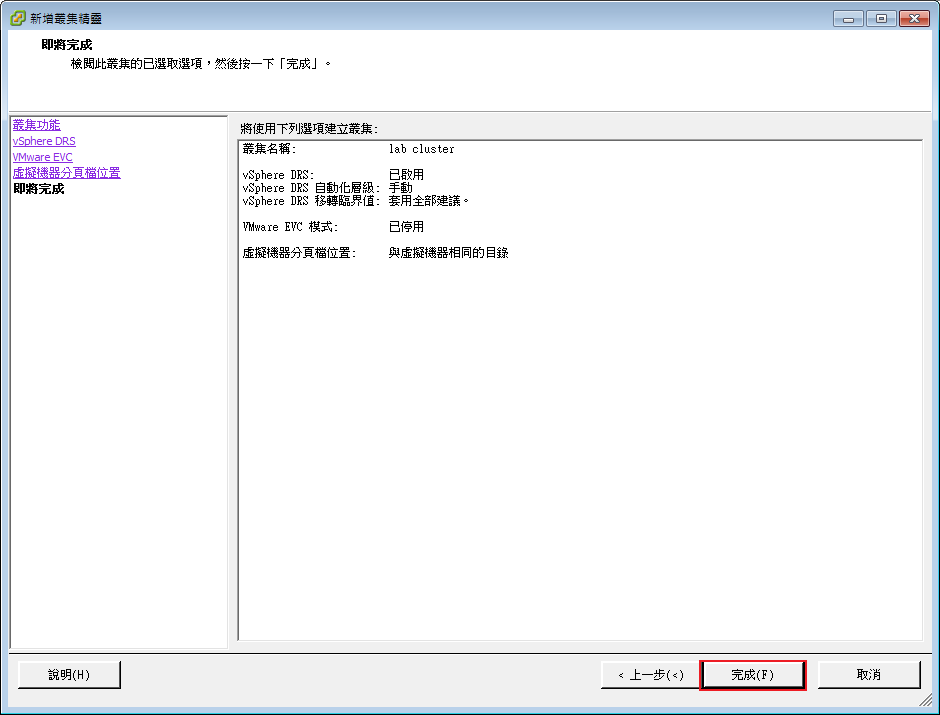 新增叢集精靈
即將完成
檢閱此叢集的已選取選項，然後按一下「完成」。
叢集功能
vSphere DRS
VMware EVC
虛擬機器分頁檔位置
即將完成
將使用下列選項建立叢集:
叢集名稱: lab cluster
vSphere DRS: 已啟用
vSphere DRS 自動化層級: 手動
vSphere DRS 移轉臨界值: 套用全部建議。
VMware EVC 模式: 已停用
虛擬機器分頁檔位置: 與虛擬機器相同的目錄
說明(H)
< 上一步(<)
完成(F)
取消